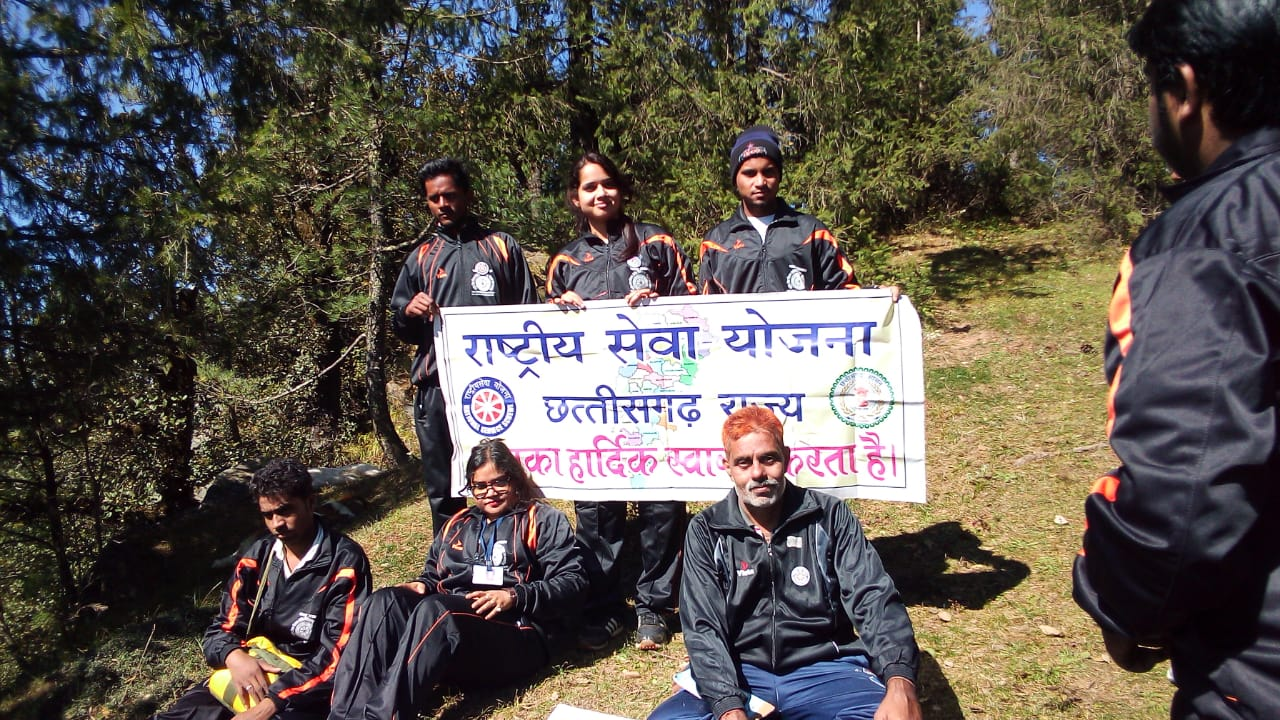 राष्ट्रीय सेवा योजना
छत्तीसगढ़ राज्य
हार्दिक करता है।